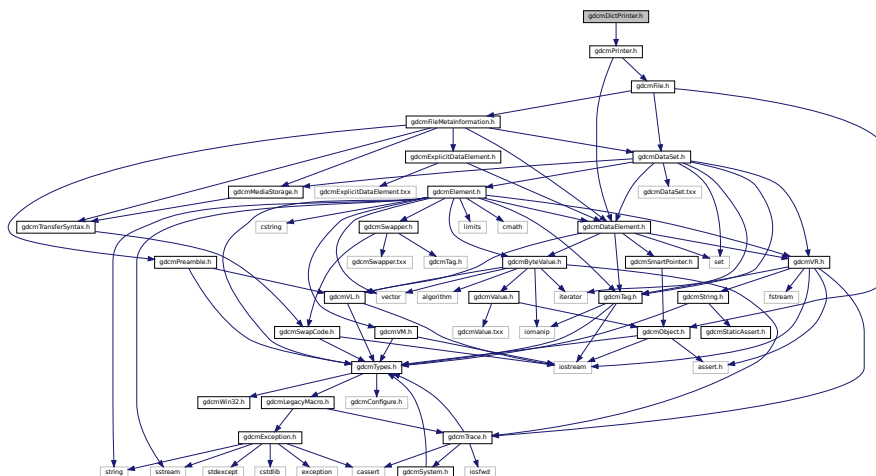 gdcmDictPrinter.h
gdcmPrinter.h
gdcmFile.h
gdcmFileMetaInformation.h
gdcmExplicitDataElement.h
gdcmDataSet.h
gdcmMediaStorage.h
gdcmExplicitDataElement.txx
gdcmElement.h
gdcmDataSet.txx
gdcmTransferSyntax.h
cstring
gdcmSwapper.h
limits
cmath
gdcmDataElement.h
gdcmPreamble.h
gdcmSwapper.txx
gdcmTag.h
gdcmByteValue.h
gdcmSmartPointer.h
set
gdcmVR.h
gdcmVL.h
vector
algorithm
gdcmValue.h
iterator
gdcmTag.h
gdcmString.h
fstream
gdcmSwapCode.h
gdcmVM.h
gdcmValue.txx
iomanip
gdcmObject.h
gdcmStaticAssert.h
gdcmTypes.h
iostream
assert.h
gdcmWin32.h
gdcmLegacyMacro.h
gdcmConfigure.h
gdcmException.h
gdcmTrace.h
string
sstream
stdexcept
cstdlib
exception
cassert
gdcmSystem.h
iosfwd